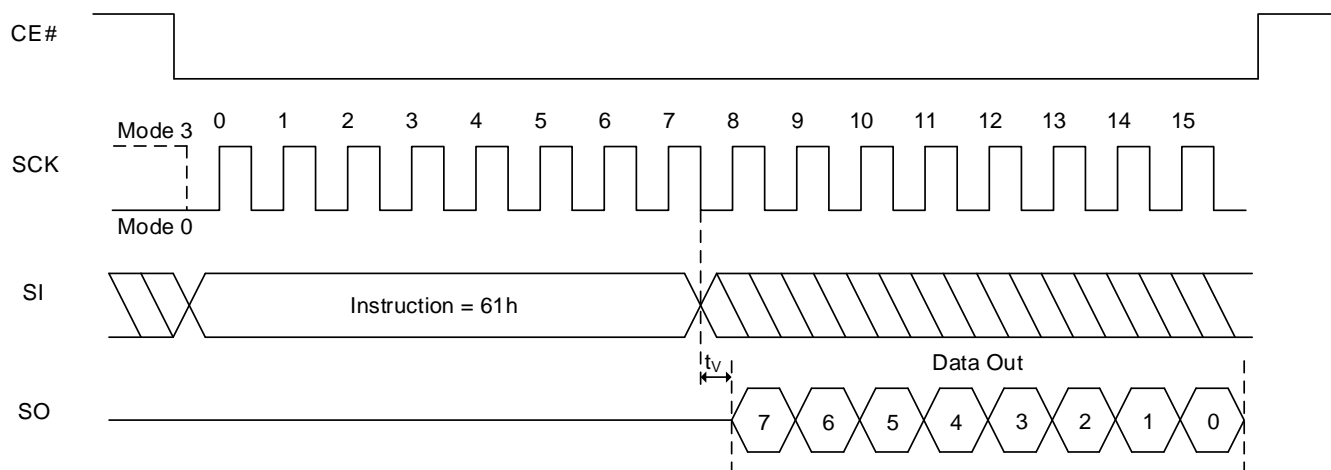 CE#
0 1 2 3 4 5 6 7 8 9 10 11 12 13 14 15
Mode 3
SCK
Mode 0
SI
Instruction = 61h
tV
Data Out
SO
7 6 5 4 3 2 1 0